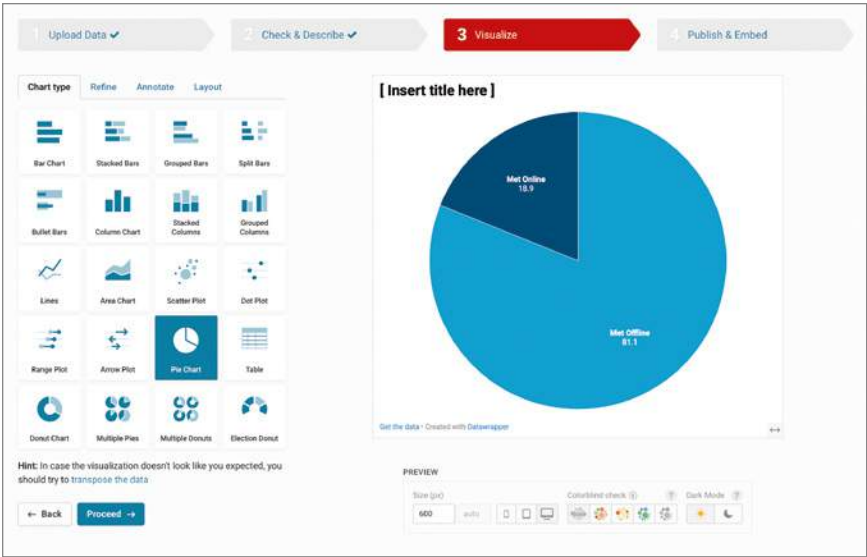 1 Upload Data ✔
2 Check & Describe ✔
3 Visualize
4 Publish & Embed
Chart type Refine Annotate Layout
Bar Chart Stacked Bars Grouped Bars Split Bars
Bullet Bars Column Chart Stacked Columns Grouped Columns
Lines Area Chart Scatter Plot Dot Plot
Range Plot Arrow Plot Pie Chart Table
Donut Chart Multiple Pies Multiple Donuts Election Donut
Hint: In case the visualization doesn't look like you expected, you
should try to transpose the data
← Back Proceed →
[ Insert title here ]
Met Online
18.9
Met Offline
81.1
Get the data • Created with Datawrapper
PREVIEW
Size (px) Colorblind check Dark Mode
600 auto